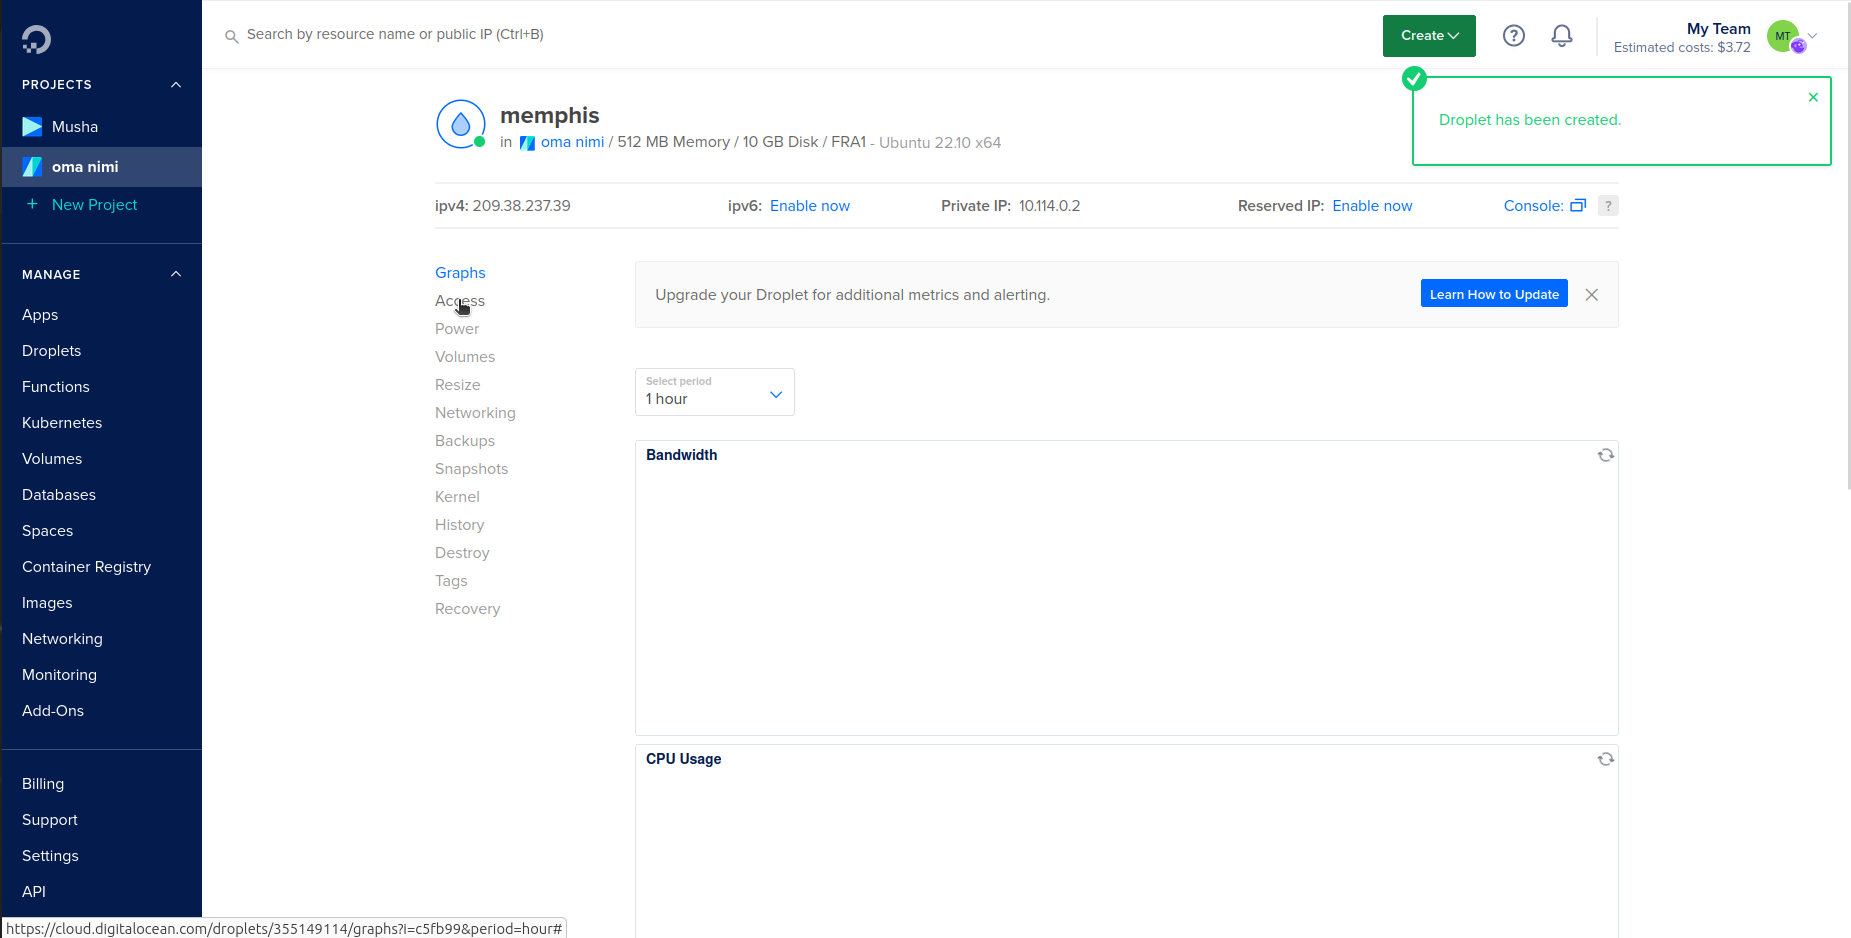 Search by resource name or public IP (Ctrl+B)
Create
My Team
Estimated costs: $3.72
MT
PROJECTS
Musha
oma nimi
+ New Project
MANAGE
Apps
Droplets
Functions
Kubernetes
Volumes
Databases
Spaces
Container Registry
Images
Networking
Monitoring
Add-Ons
Billing
Support
Settings
API
Droplet has been created.
memphis
in oma nimi / 512 MB Memory / 10 GB Disk / FRA1 - Ubuntu 22.10 x64
ipv4: 209.38.237.39 ipv6: Enable now Private IP: 10.114.0.2 Reserved IP: Enable now Console: ?
Graphs
Access
Power
Volumes
Resize
Networking
Backups
Snapshots
Kernel
History
Destroy
Tags
Recovery
Upgrade your Droplet for additional metrics and alerting.
Learn How to Update
Select period
1 hour
Bandwidth
CPU Usage
https://cloud.digitalocean.com/droplets/355149114/graphs?i=c5fb99&period=hour#